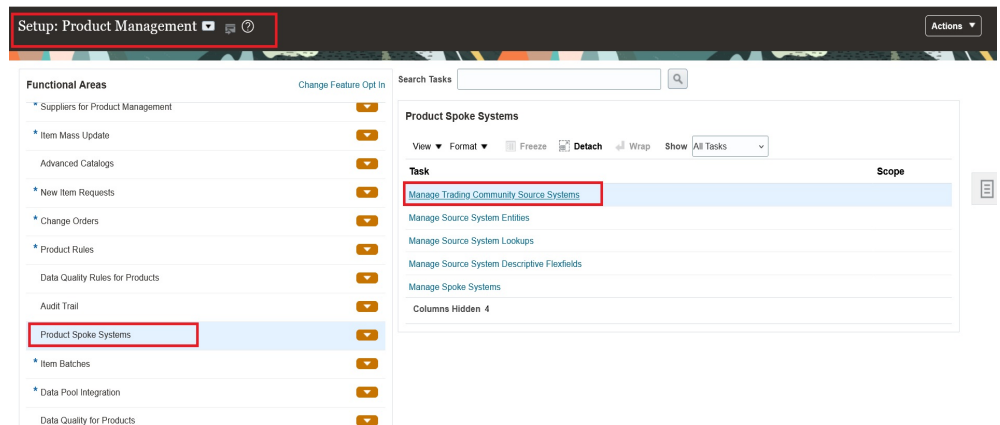 Setup: Product Management
Actions
Functional Areas
Change Feature Opt In
* Suppliers for Product Management
* Item Mass Update
Advanced Catalogs
* New Item Requests
* Change Orders
* Product Rules
Data Quality Rules for Products
Audit Trail
Product Spoke Systems
* Item Batches
* Data Pool Integration
Data Quality for Products
Search Tasks
Product Spoke Systems
View Format Freeze Detach Wrap Show All Tasks
Task Scope
Manage Trading Community Source Systems
Manage Source System Entities
Manage Source System Lookups
Manage Source System Descriptive Flexfields
Manage Spoke Systems
Columns Hidden 4